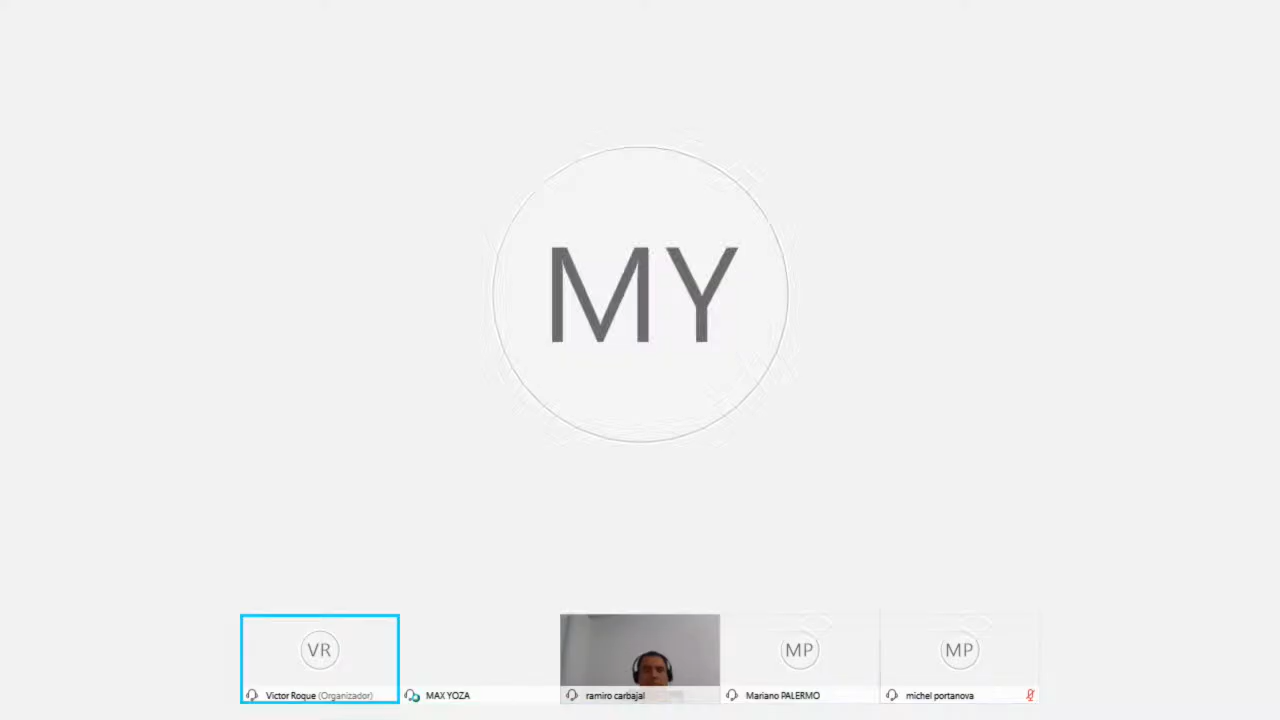 MY
VR
MP
MP
Victor Roque (Organizador)
MAX YOZA
ramiro carbajal
Mariano PALERMO
michel portanova